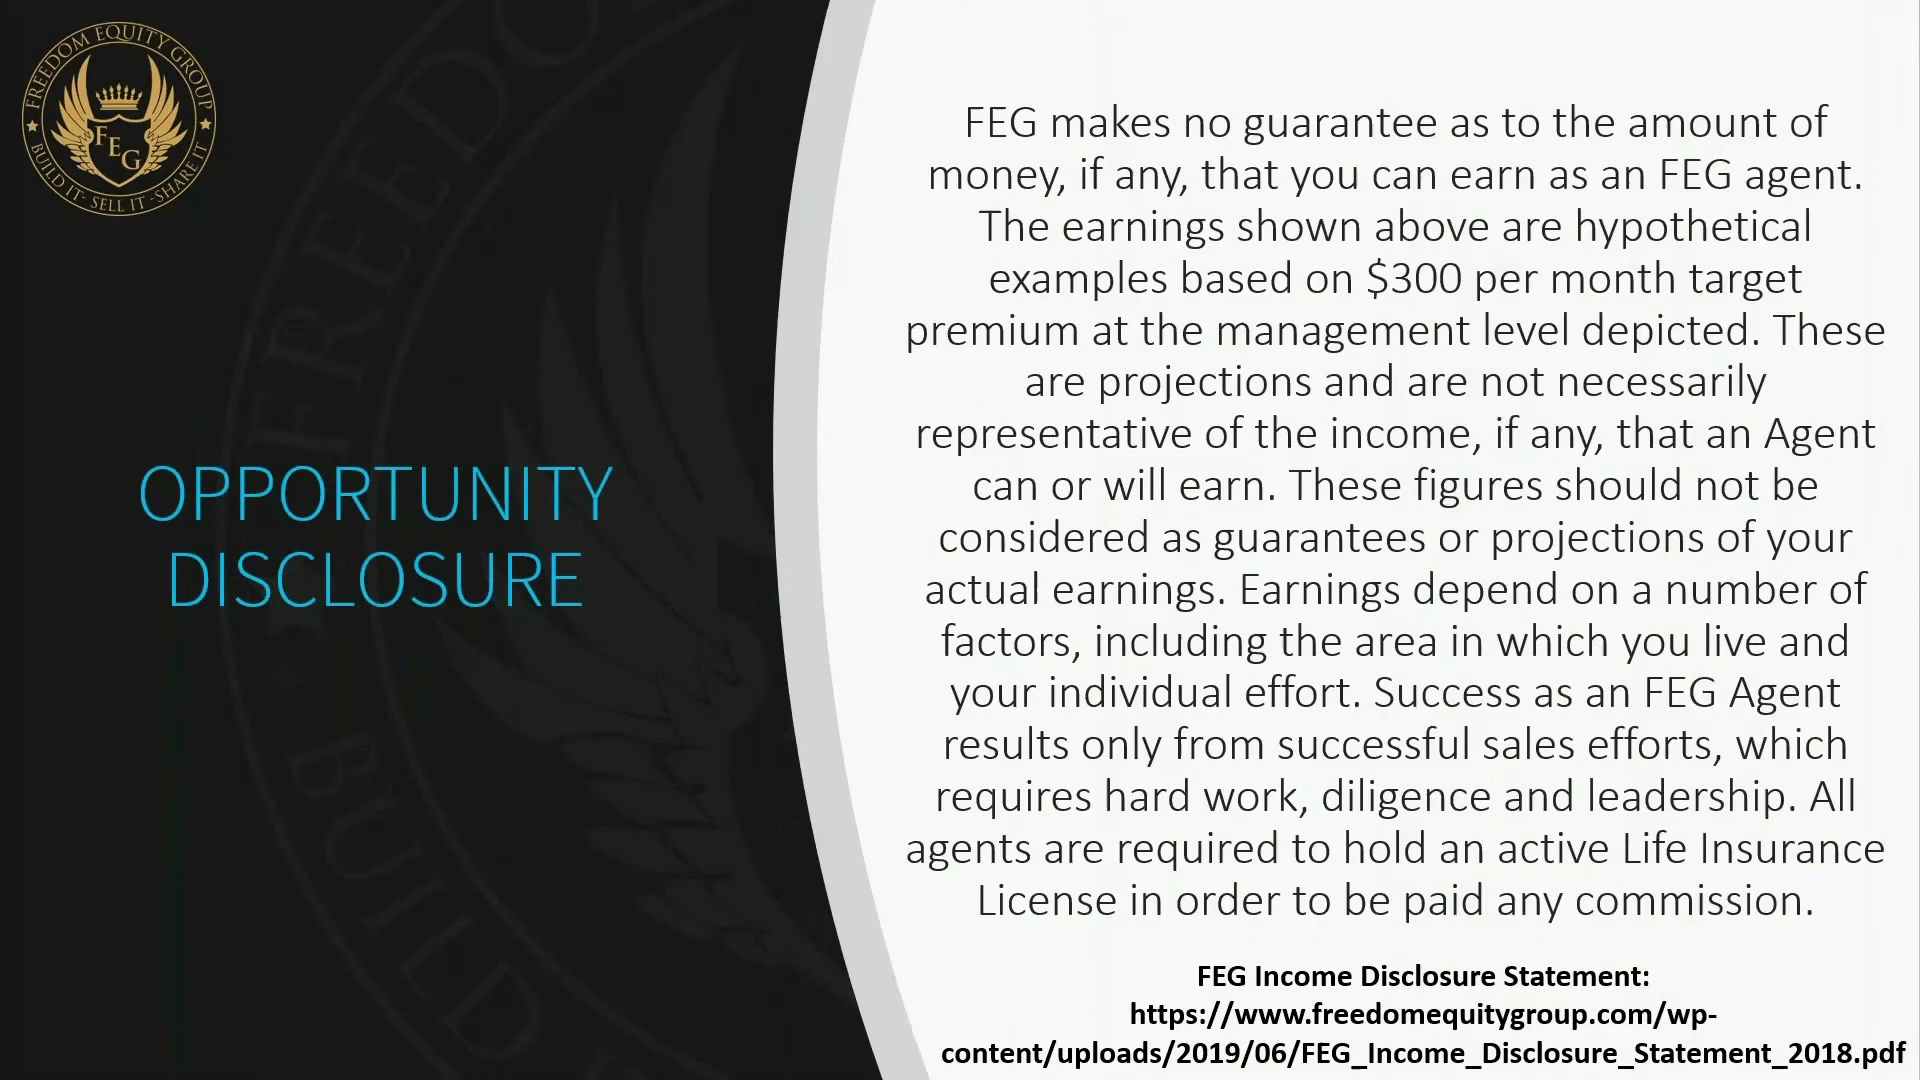 FREEDOM EQUITY GROUP
FEG
BUILD IT - SELL IT - SHARE IT
OPPORTUNITY
DISCLOSURE
FEG makes no guarantee as to the amount of
money, if any, that you can earn as an FEG agent.
The earnings shown above are hypothetical
examples based on $300 per month target
premium at the management level depicted. These
are projections and are not necessarily
representative of the income, if any, that an Agent
can or will earn. These figures should not be
considered as guarantees or projections of your
actual earnings. Earnings depend on a number of
factors, including the area in which you live and
your individual effort. Success as an FEG Agent
results only from successful sales efforts, which
requires hard work, diligence and leadership. All
agents are required to hold an active Life Insurance
License in order to be paid any commission.
FEG Income Disclosure Statement:
https://www.freedomequitygroup.com/wp-
content/uploads/2019/06/FEG_Income_Disclosure_Statement_2018.pdf
FREEDO
BUILD I